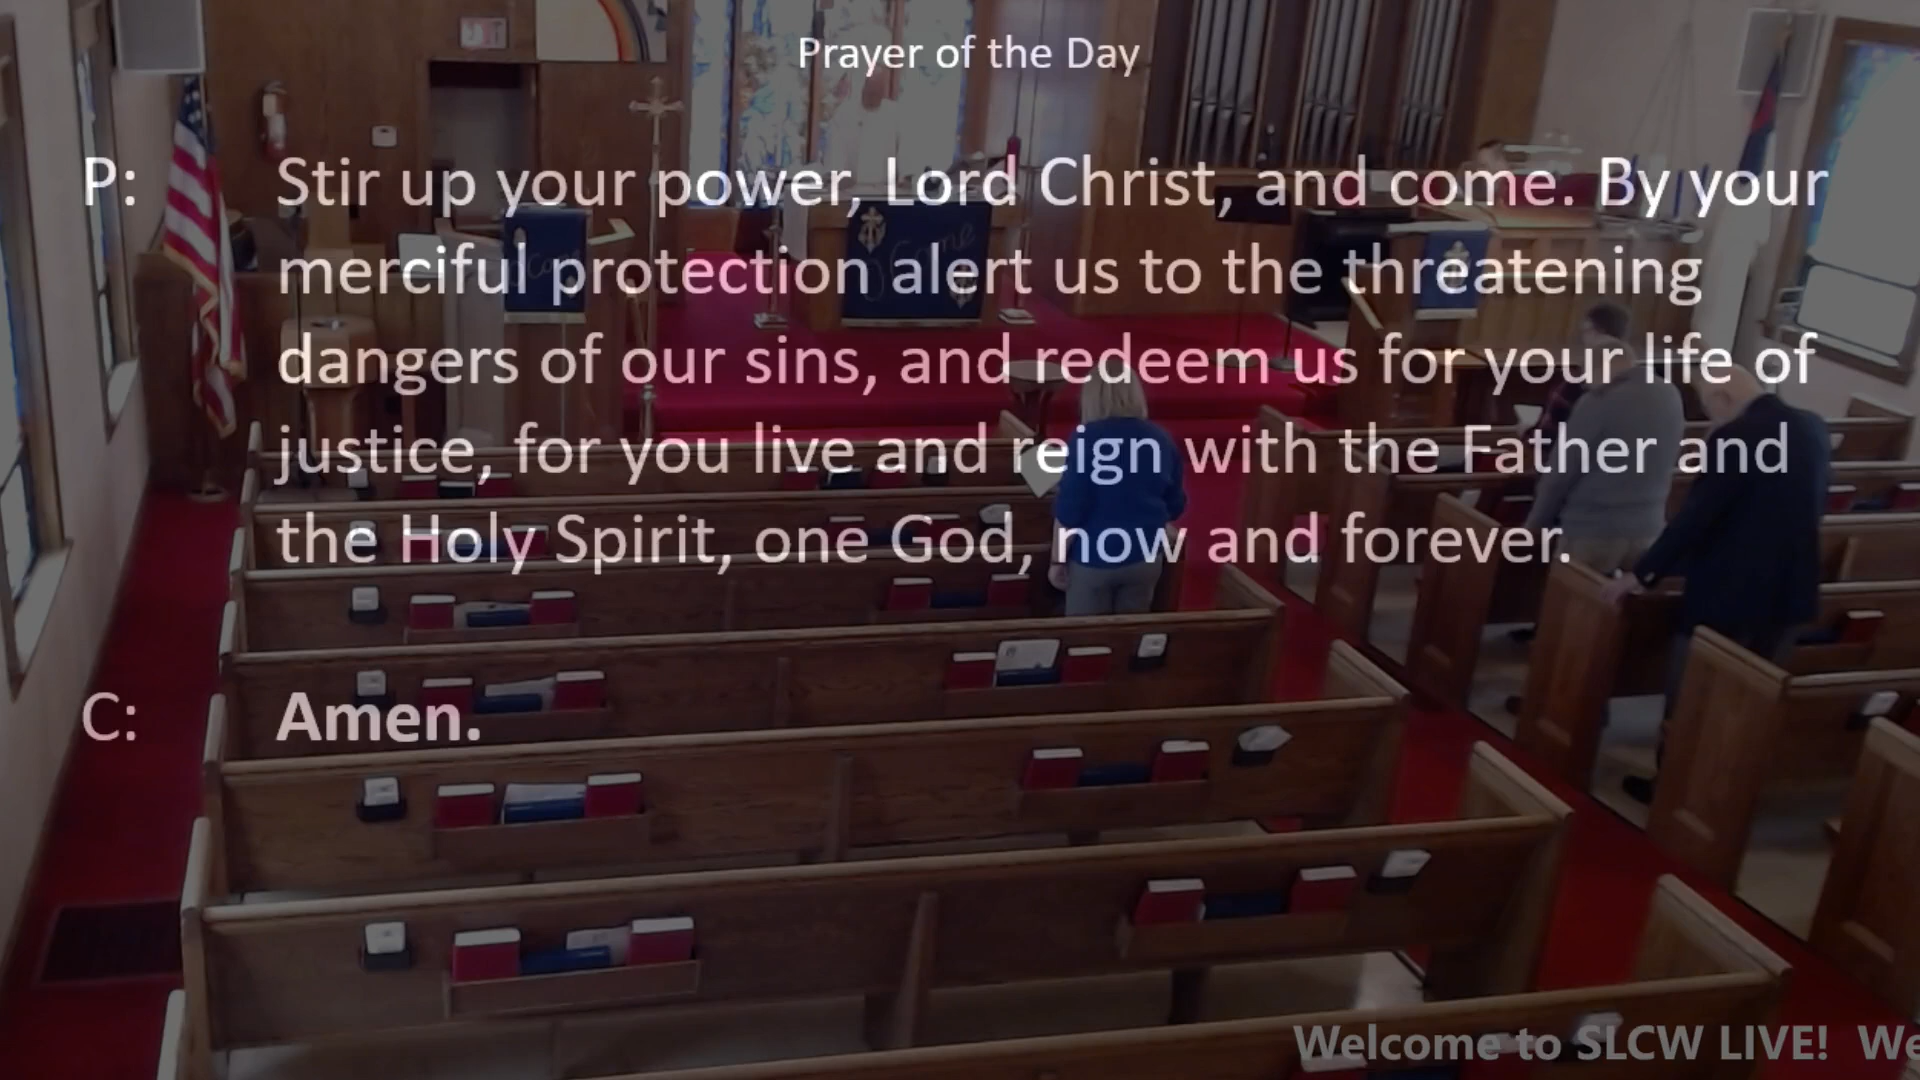 Prayer of the Day
P: Stir up your power, Lord Christ, and come. By your
merciful protection alert us to the threatening
dangers of our sins, and redeem us for your life of
justice, for you live and reign with the Father and
the Holy Spirit, one God, now and forever.
C: Amen.
Welcome to SLCW LIVE! We